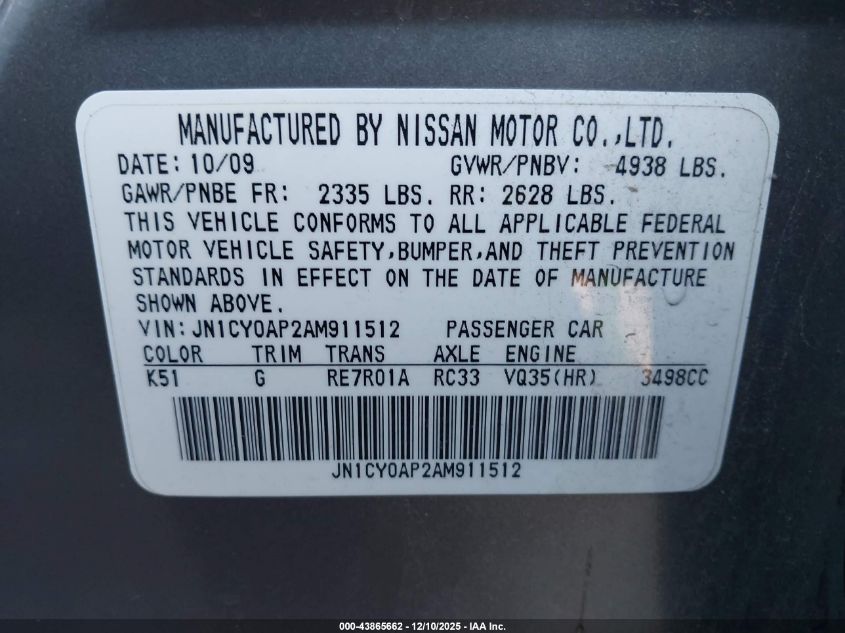 MANUFACTURED BY NISSAN MOTOR CO.,LTD.
DATE: 10/09 GVWR/PNBV: 4938 LBS.
GAWR/PNBE FR: 2335 LBS. RR: 2628 LBS.
THIS VEHICLE CONFORMS TO ALL APPLICABLE FEDERAL
MOTOR VEHICLE SAFETY,BUMPER,AND THEFT PREVENTION
STANDARDS IN EFFECT ON THE DATE OF MANUFACTURE
SHOWN ABOVE.
VIN:JN1CY0AP2AM911512 PASSENGER CAR
COLOR TRIM TRANS AXLE ENGINE
K51 G RE7R01A RC33 VQ35(HR) 3498CC
JN1CY0AP2AM911512
000-43865662 - 12/10/2025 - IAA Inc.